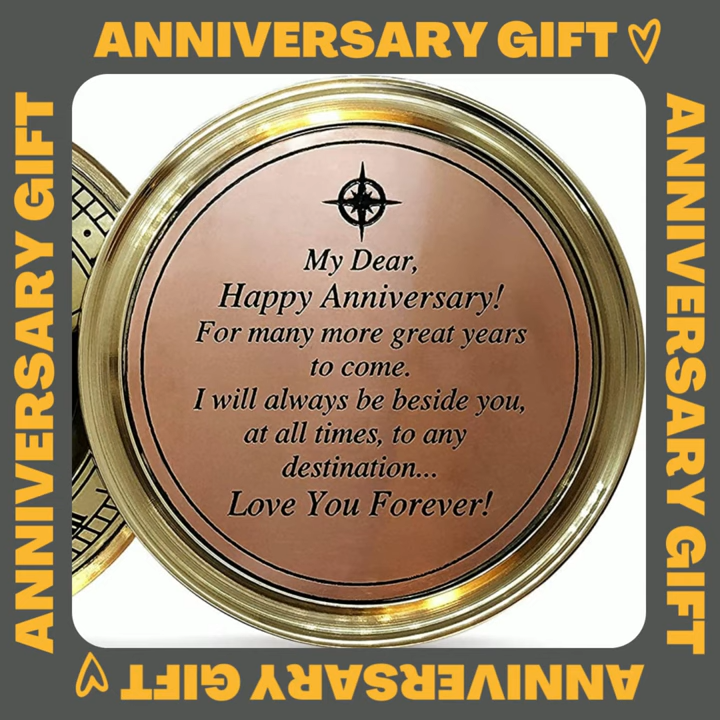 ANNIVERSARY GIFT
ANNIVERSARY GIFT
My Dear,
Happy Anniversary!
For many more great years
to come.
I will always be beside you,
at all times, to any
destination...
Love You Forever!
ANNIVERSARY GIFT
ANNIVERSARY GIFT